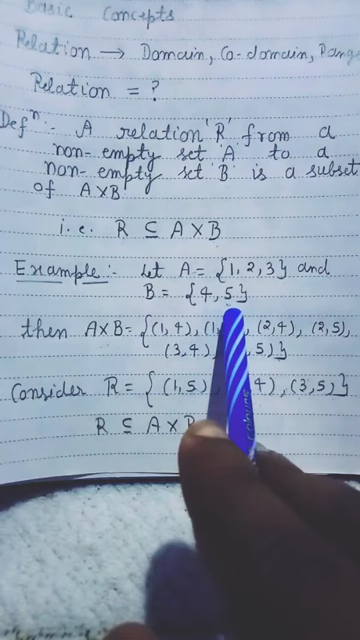 Basic Concepts
Relation → Domain, Co-domain, Range
Relation = ?
Defⁿ:- A relation 'R' from a
non-empty set A to a
non-empty set B is a subset
of A×B.
i.e. R ⊆ A×B
Example:- Let A = {1, 2, 3} and
B = {4, 5}
then A×B = {(1, 4), (1, (2, 4), (2, 5),
(3, 4) 5)}
Consider R = { (1, 5) 4), (3, 5)}
R ⊆ A×B